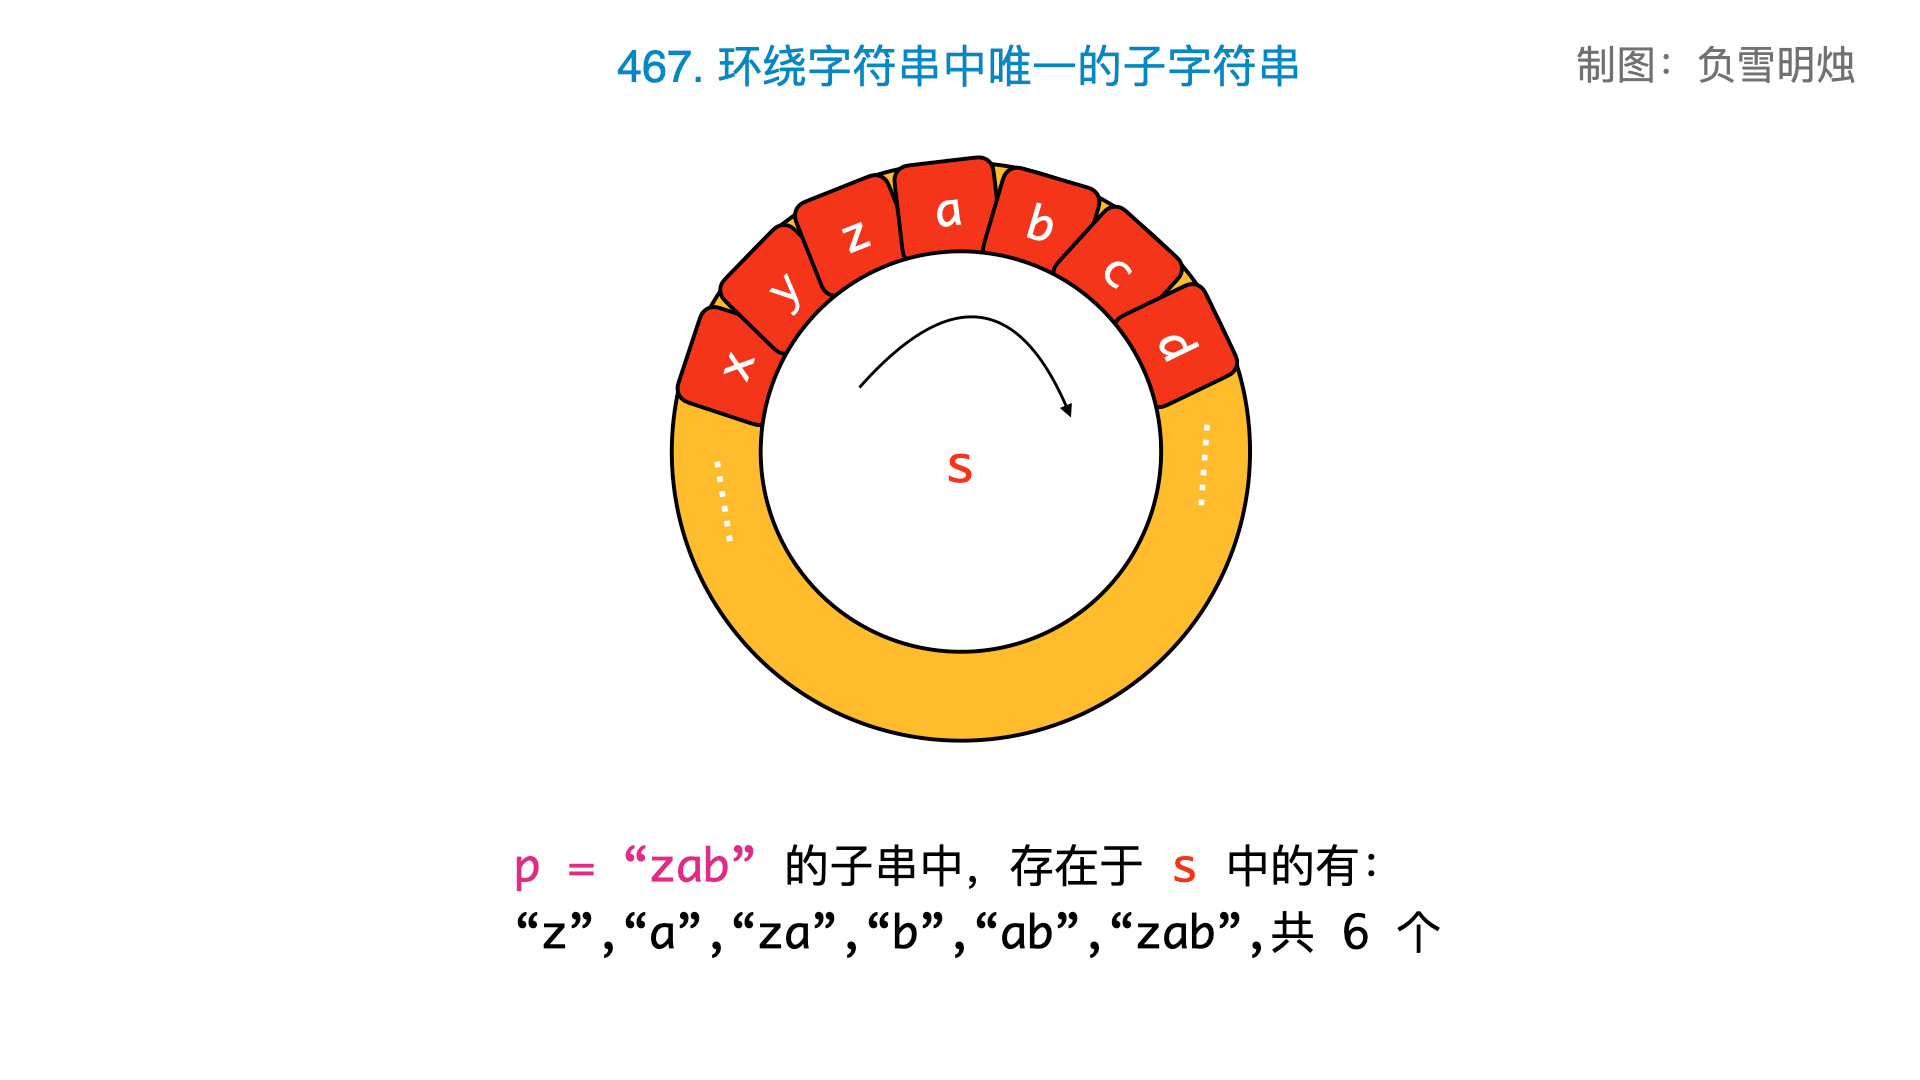 467. 环绕字符串中唯一的子字符串
制图：负雪明烛
x y z a b c d
s
p = “zab” 的子串中，存在于 s 中的有：
“z”,“a”,“za”,“b”,“ab”,“zab”,共 6 个